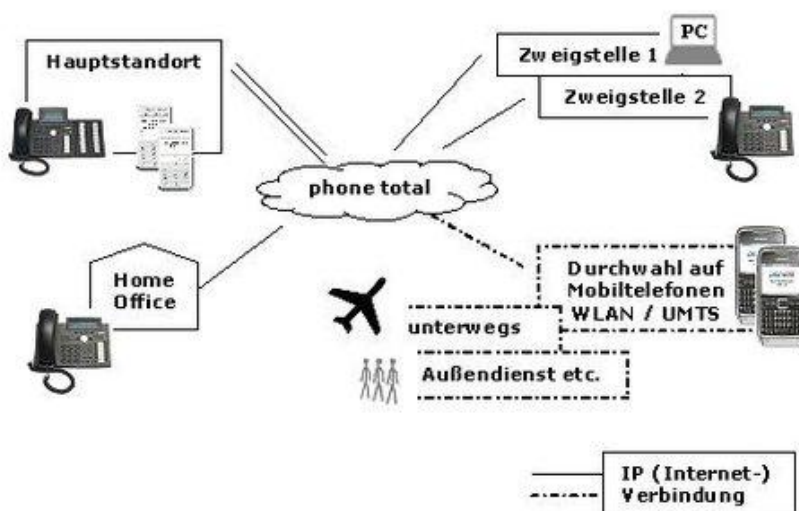 Hauptstandort
PC
Zweigstelle 1
Zweigstelle 2
phone total
Home
Office
Durchwahl auf
Mobiltelefonen
WLAN / UMTS
unterwegs
Außendienst etc.
IP (Internet-)
Verbindung